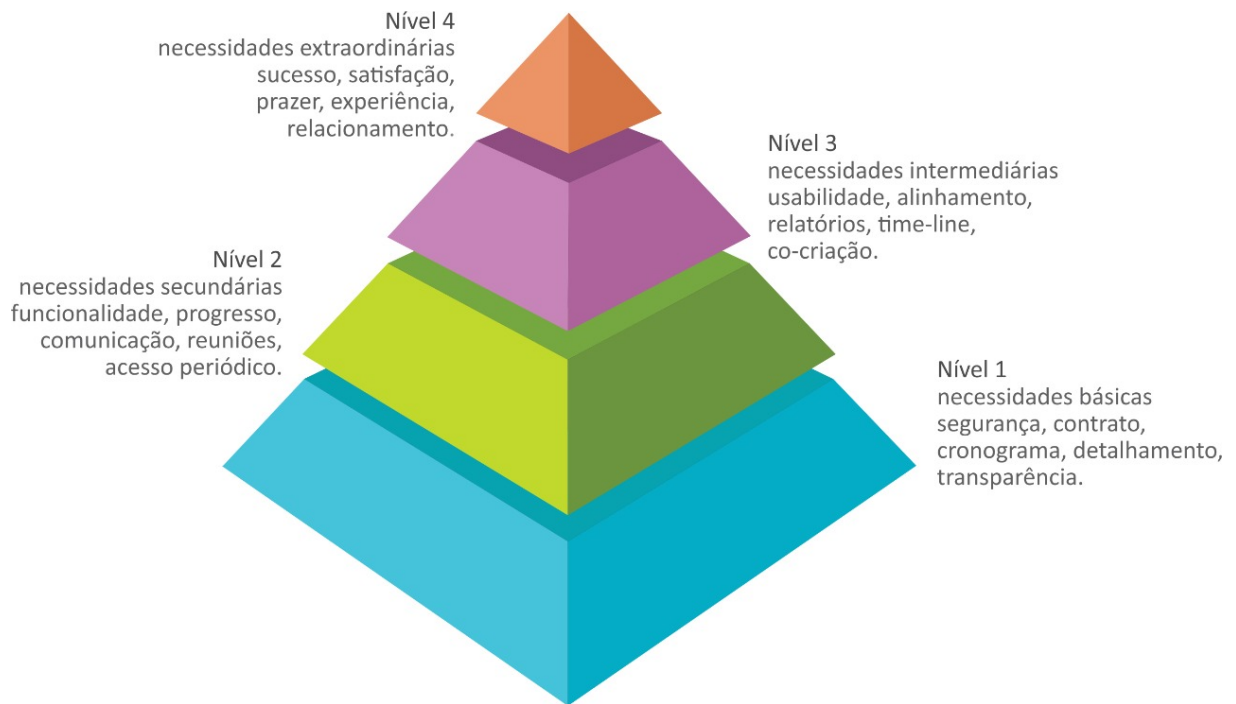 Nível 4
necessidades extraordinárias
sucesso, satisfação,
prazer, experiência,
relacionamento.
Nível 3
necessidades intermediárias
usabilidade, alinhamento,
relatórios, time-line,
co-criação.
Nível 2
necessidades secundárias
funcionalidade, progresso,
comunicação, reuniões,
acesso periódico.
Nível 1
necessidades básicas
segurança, contrato,
cronograma, detalhamento,
transparência.